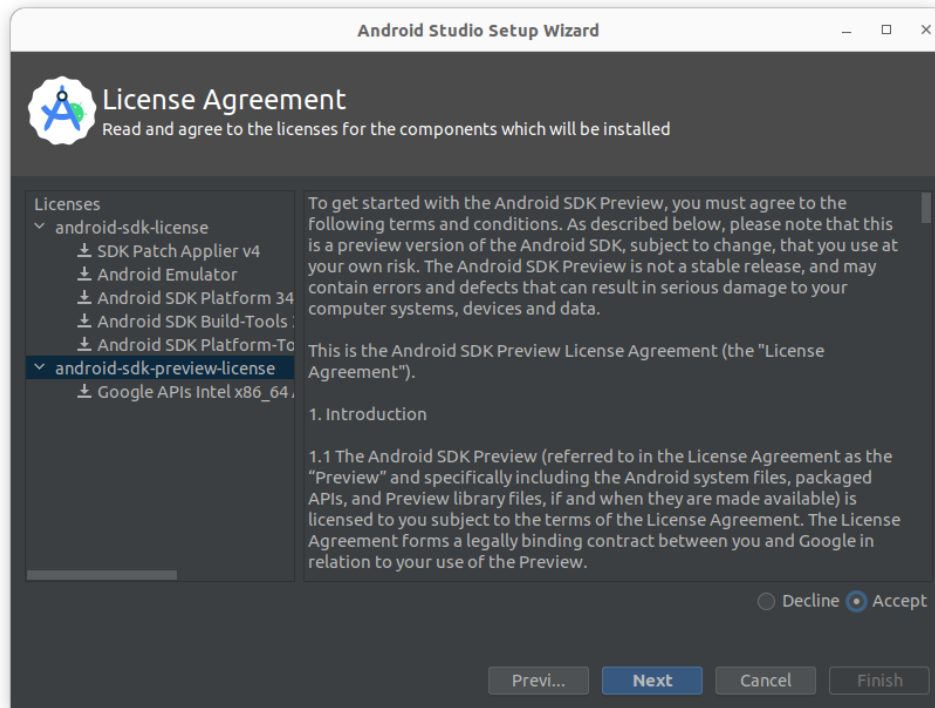 Android Studio Setup Wizard
License Agreement
Read and agree to the licenses for the components which will be installed
Licenses
android-sdk-license
SDK Patch Applier v4
Android Emulator
Android SDK Platform 34
Android SDK Build-Tools
Android SDK Platform-To
android-sdk-preview-license
Google APIs Intel x86_64
To get started with the Android SDK Preview, you must agree to the
following terms and conditions. As described below, please note that this
is a preview version of the Android SDK, subject to change, that you use at
your own risk. The Android SDK Preview is not a stable release, and may
contain errors and defects that can result in serious damage to your
computer systems, devices and data.
This is the Android SDK Preview License Agreement (the "License
Agreement").
1. Introduction
1.1 The Android SDK Preview (referred to in the License Agreement as the
“Preview” and specifically including the Android system files, packaged
APIs, and Preview library files, if and when they are made available) is
licensed to you subject to the terms of the License Agreement. The License
Agreement forms a legally binding contract between you and Google in
relation to your use of the Preview.
Decline Accept
Previ... Next Cancel Finish